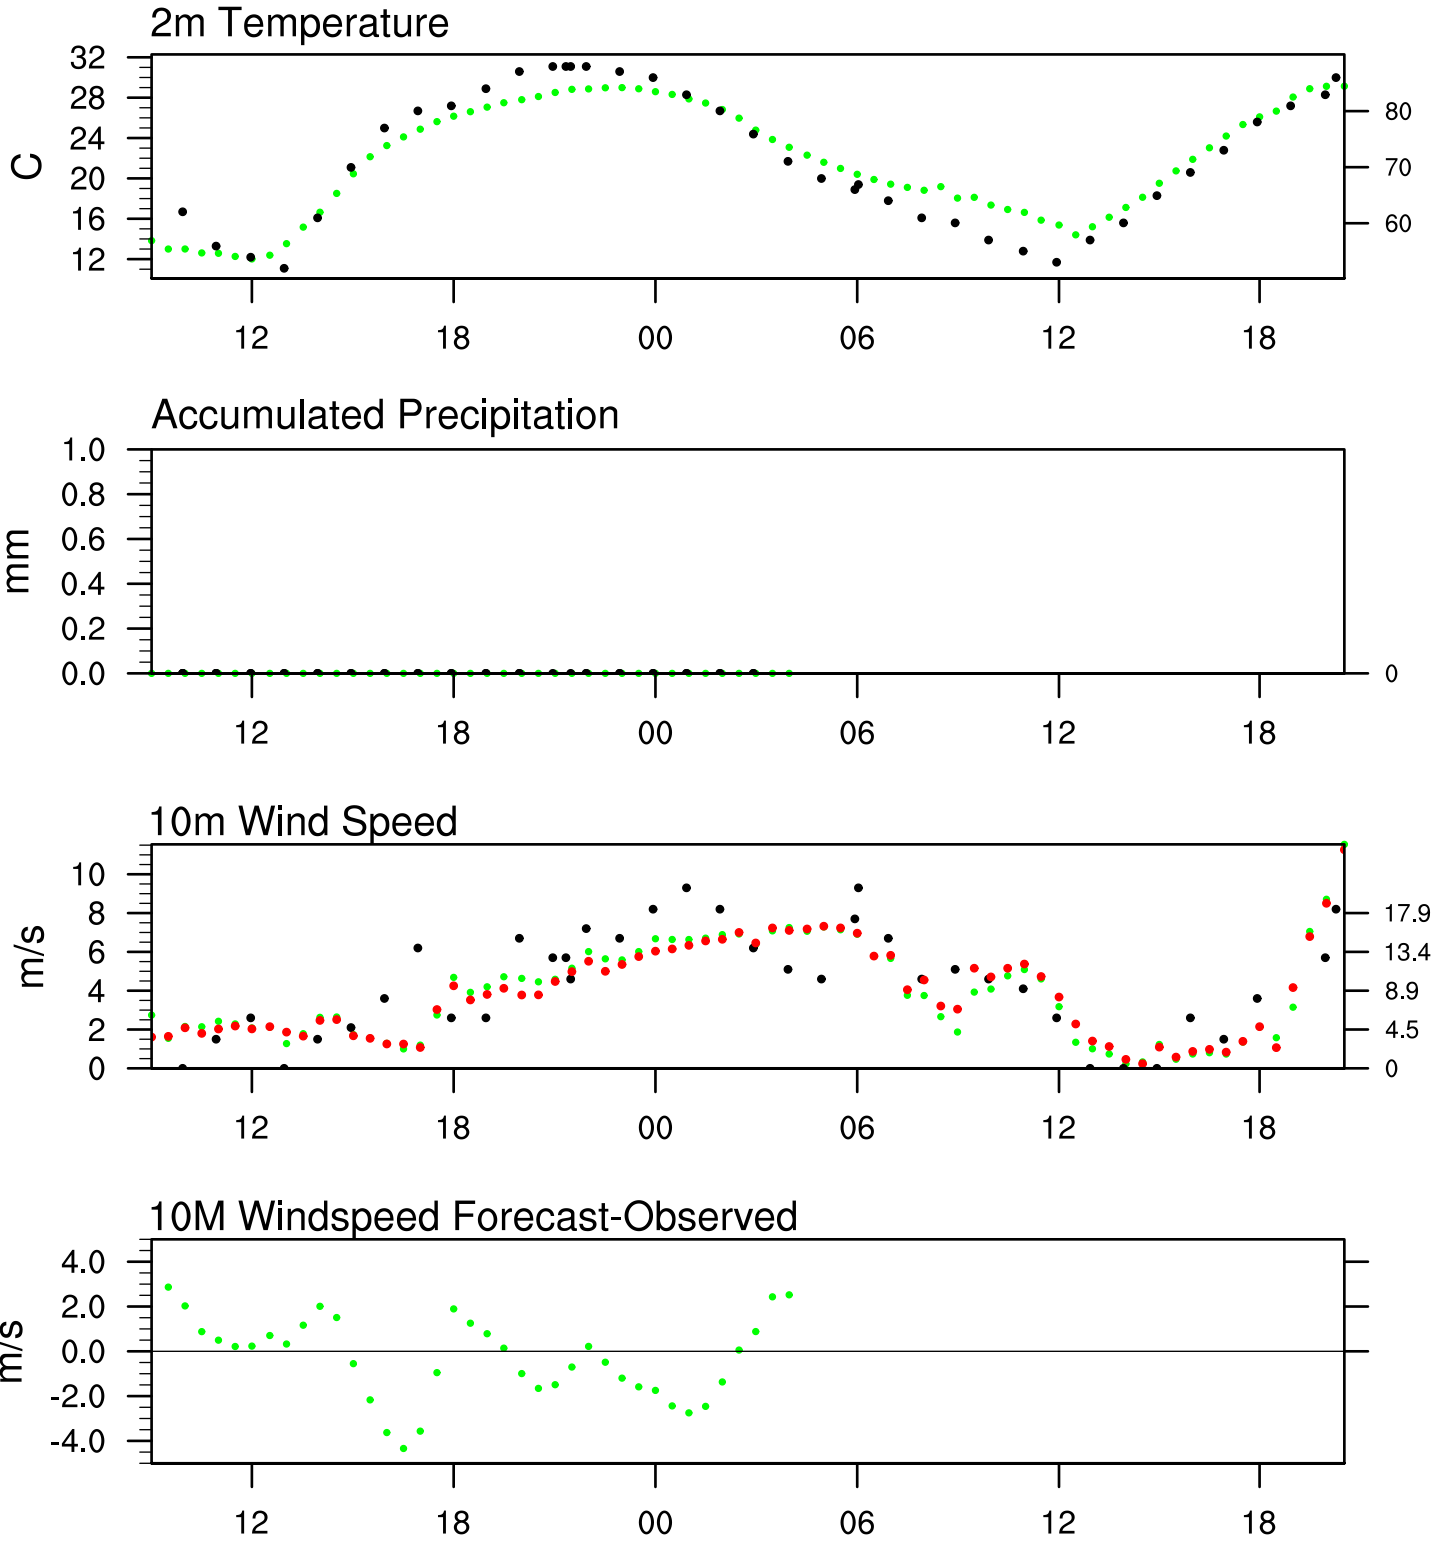 2m Temperature
32
28
24
20
16
12
C
80
70
60
12 18 00 06 12 18
Accumulated Precipitation
1.0
0.8
0.6
0.4
0.2
0.0
mm
0
12 18 00 06 12 18
10m Wind Speed
10
8
6
4
2
0
m/s
17.9
13.4
8.9
4.5
0
12 18 00 06 12 18
10M Windspeed Forecast-Observed
4.0
2.0
0.0
-2.0
-4.0
m/s
12 18 00 06 12 18